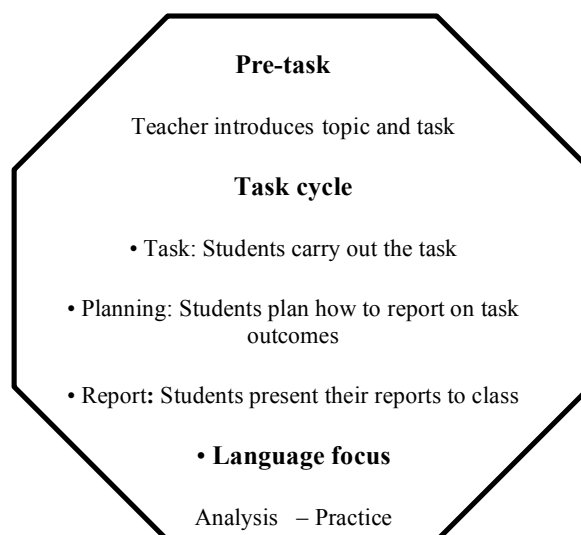 Pre-task
Teacher introduces topic and task
Task cycle
• Task: Students carry out the task
• Planning: Students plan how to report on task
outcomes
• Report: Students present their reports to class
• Language focus
Analysis – Practice